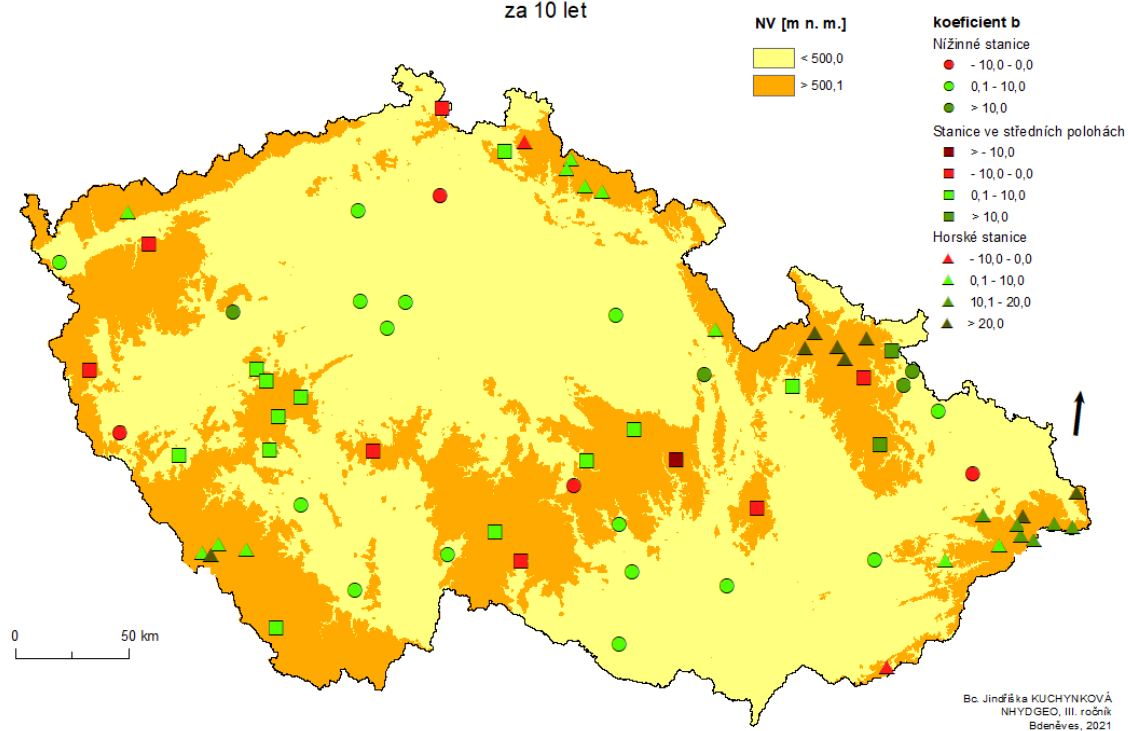 za 10 let
NV [m n. m.]
< 500,0
> 500,1
koeficient b
Nížinné stanice
- 10,0 - 0,0
0,1 - 10,0
> 10,0
Stanice ve středních polohách
> - 10,0
- 10,0 - 0,0
0,1 - 10,0
> 10,0
Horské stanice
- 10,0 - 0,0
0,1 - 10,0
10,1 - 20,0
> 20,0
0 50 km
Bc. Jindřiška KUCHYNKOVÁ
NHYDGEO, III. ročník
Bdeněves, 2021